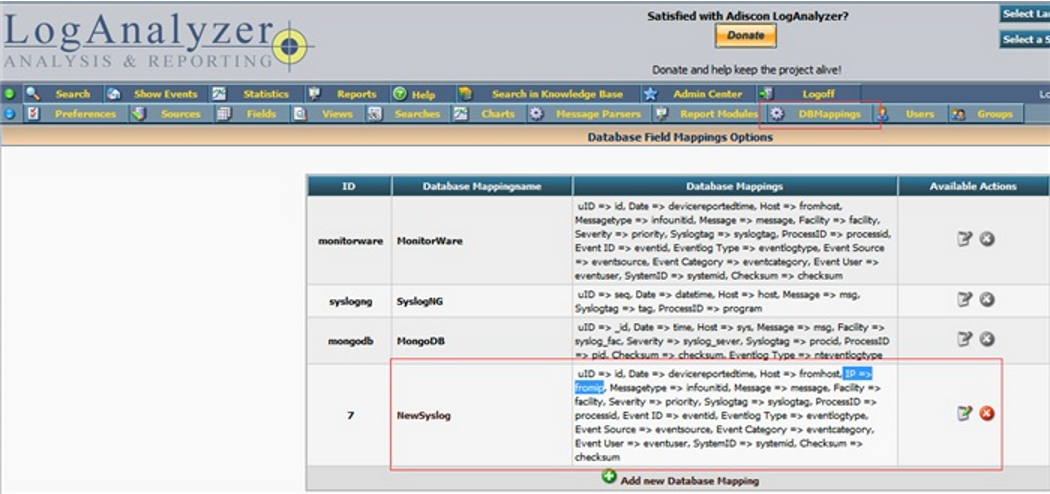 Satisfied with Adiscon LogAnalyzer?
Select La
LogAnalyzer
Donate
Select a S
ANALYSIS & REPORTING
Donate and help keep the project alive!
Search Show Events Statistics Reports Help Search in Knowledge Base Admin Center Logoff Lo
Preferences Sources Fields Views Searches Charts Message Parsers Report Modules DBMappings Users Groups
Database Field Mappings Options
ID Database Mappingname Database Mappings Available Actions
uID => id, Date => devicereportedtime, Host => fromhost,
Messagetype => infounitid, Message => message, Facility => facility,
Severity => priority, Syslogtag => syslogtag, ProcessID => processid,
monitorware MonitorWare
Event ID => eventid, Eventlog Type => eventlogtype, Event Source
=> eventsource, Event Category => eventcategory, Event User =>
eventuser, SystemID => systemid, Checksum => checksum
uID => seq, Date => datetime, Host => host, Message => msg,
syslogng SyslogNG
Syslogtag => tag, ProcessID => program
uID => _id, Date => time, Host => sys, Message => msg, Facility =>
mongodb MongoDB syslog_fac, Severity => syslog_sever, Syslogtag => procid, ProcessID
=> pid, Checksum => checksum, Eventlog Type => nteventlogtype
uID => id, Date => devicereportedtime, Host => fromhost, IP =>
fromip, Messagetype => infounitid, Message => message, Facility =>
facility, Severity => priority, Syslogtag => syslogtag, ProcessID =>
7 NewSyslog processid, Event ID => eventid, Eventlog Type => eventlogtype,
Event Source => eventsource, Event Category => eventcategory,
Event User => eventuser, SystemID => systemid, Checksum =>
checksum
Add new Database Mapping